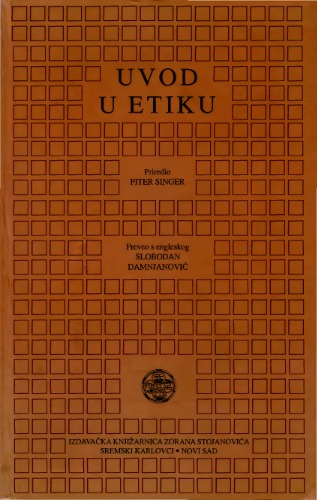 UVOD
U ETIKU
Priredio
PITER SINGER
Preveo s engleskog
SLOBODAN
DAMNJANOVIĆ
IZDAVAČKA KNJIŽARNICA ZORANA STOJANOVIĆA
SREMSKI KARLOVCI • NOVI SAD